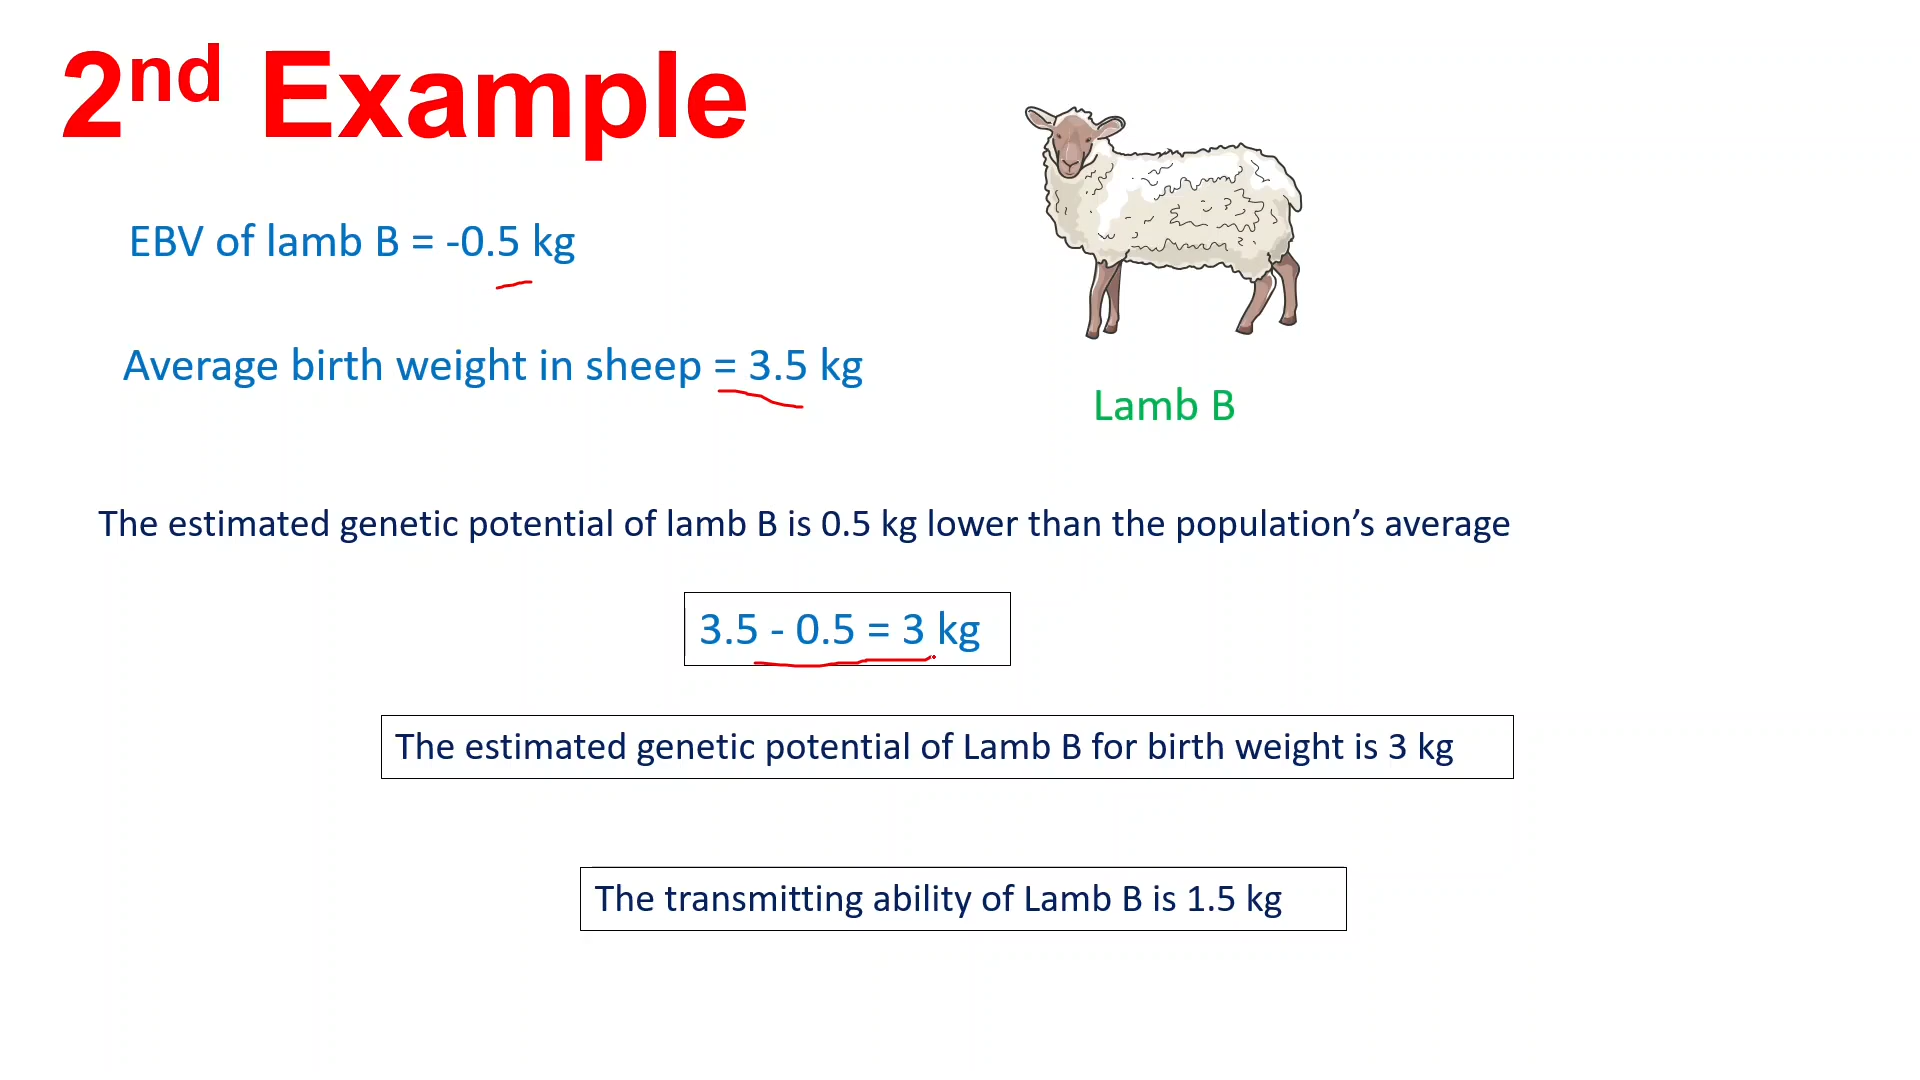 2nd Example
EBV of lamb B = -0.5 kg
Average birth weight in sheep = 3.5 kg
Lamb B
The estimated genetic potential of lamb B is 0.5 kg lower than the population’s average
3.5 - 0.5 = 3 kg
The estimated genetic potential of Lamb B for birth weight is 3 kg
The transmitting ability of Lamb B is 1.5 kg